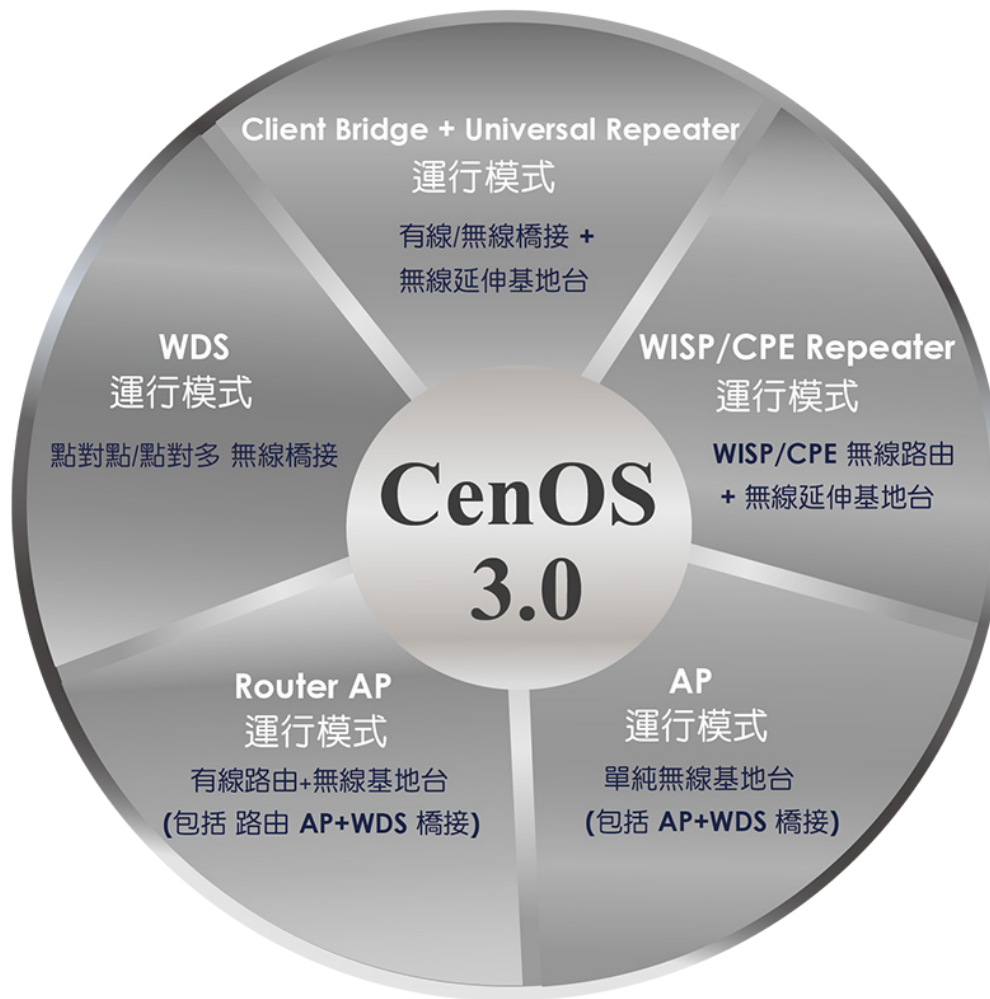 Client Bridge + Universal Repeater
運行模式
有線/無線橋接 +
無線延伸基地台
WISP/CPE Repeater
運行模式
WISP/CPE 無線路由
+ 無線延伸基地台
AP
運行模式
單純無線基地台
(包括 AP+WDS 橋接)
Router AP
運行模式
有線路由+無線基地台
(包括 路由 AP+WDS 橋接)
WDS
運行模式
點對點/點對多 無線橋接
CenOS
3.0